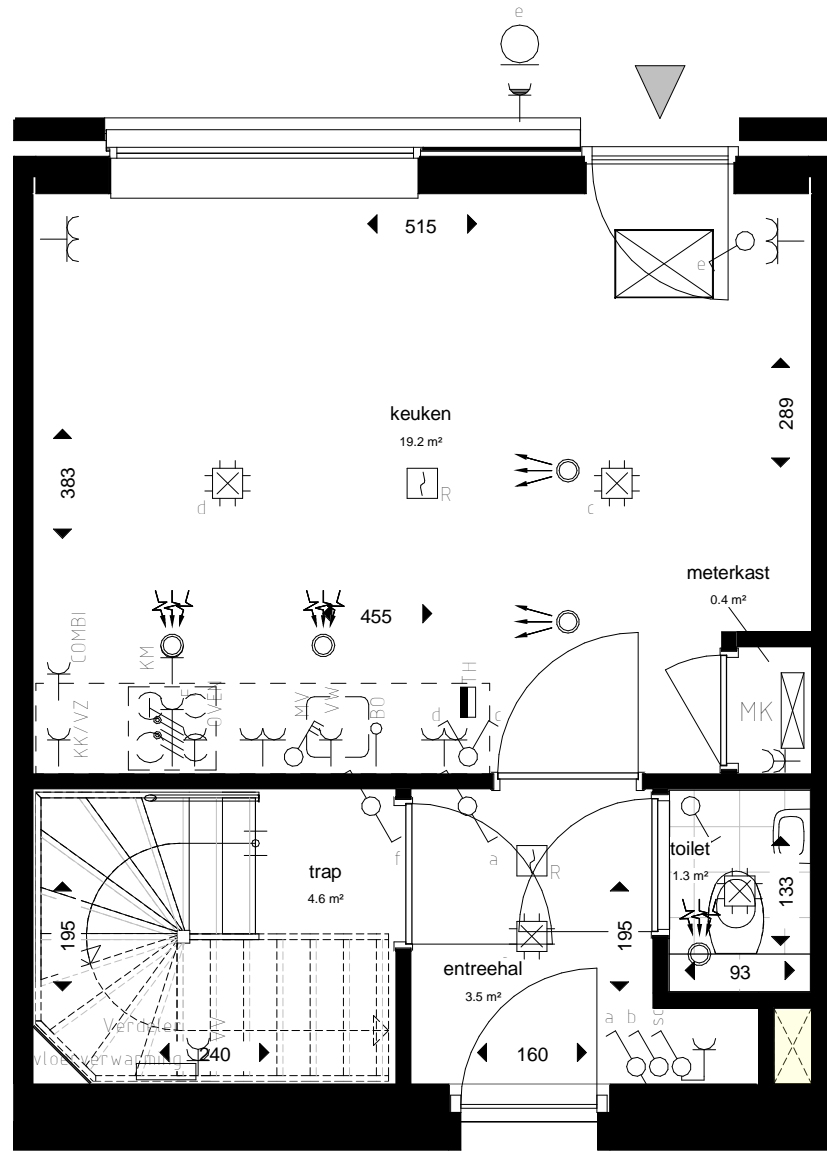 e
515
e
289
keuken
19.2 m²
383
d
R
c
meterkast
0.4 m²
455
COMBI
KM
TH
KK/VZ
OVEN
MV
VW
BO
d
c
MK
f
a
R
toilet
1.3 m²
trap
4.6 m²
133
195
195
entreehal
3.5 m²
93
a b
Verdeler
VV
vloerverwarming
240
160